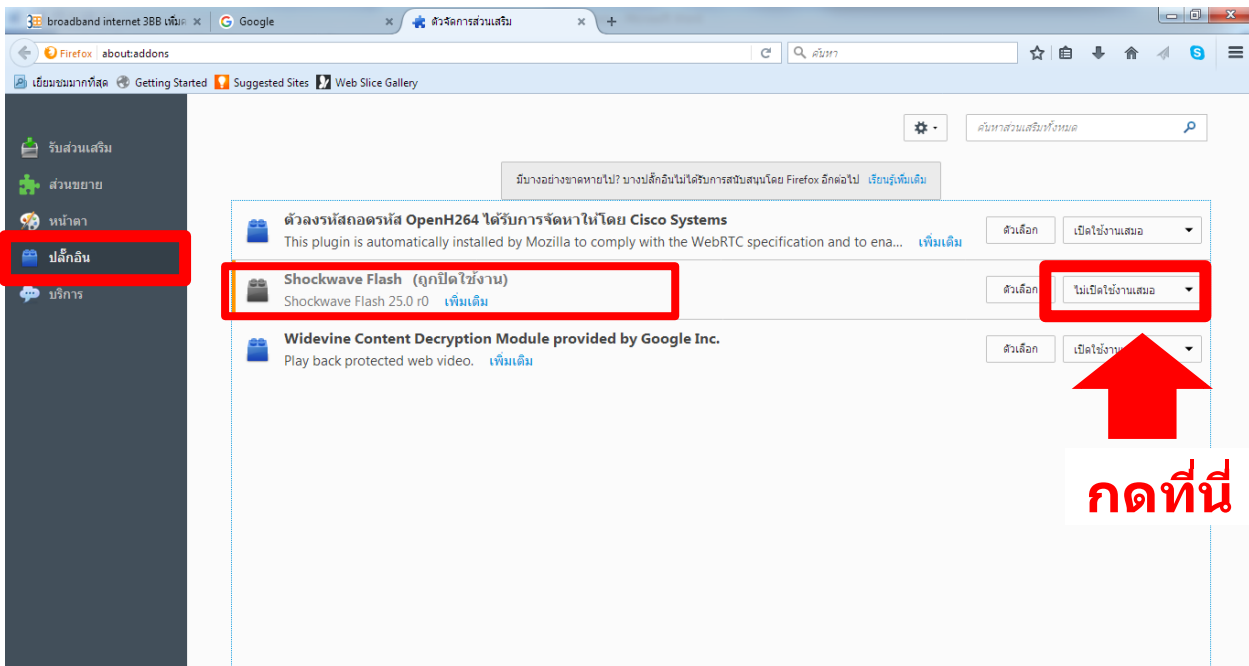 broadband internet 3BB เพิ่มค
Google
ตัวจัดการส่วนเสริม
Firefox about:addons
ค้นหา
เยี่ยมชมมากที่สุด Getting Started Suggested Sites Web Slice Gallery
ค้นหาส่วนเสริมทั้งหมด
รับส่วนเสริม
ส่วนขยาย
หน้าตา
ปลั๊กอิน
บริการ
มีบางอย่างขาดหายไป? บางปลั๊กอินไม่ได้รับการสนับสนุนโดย Firefox อีกต่อไป เรียนรู้เพิ่มเติม
ตัวลงรหัสถอดรหัส OpenH264 ได้รับการจัดหาให้โดย Cisco Systems
This plugin is automatically installed by Mozilla to comply with the WebRTC specification and to ena... เพิ่มเติม
ตัวเลือก
เปิดใช้งานเสมอ
Shockwave Flash (ถูกปิดใช้งาน)
Shockwave Flash 25.0 r0 เพิ่มเติม
ตัวเลือก
ไม่เปิดใช้งานเสมอ
Widevine Content Decryption Module provided by Google Inc.
Play back protected web video. เพิ่มเติม
ตัวเลือก
กดที่นี่